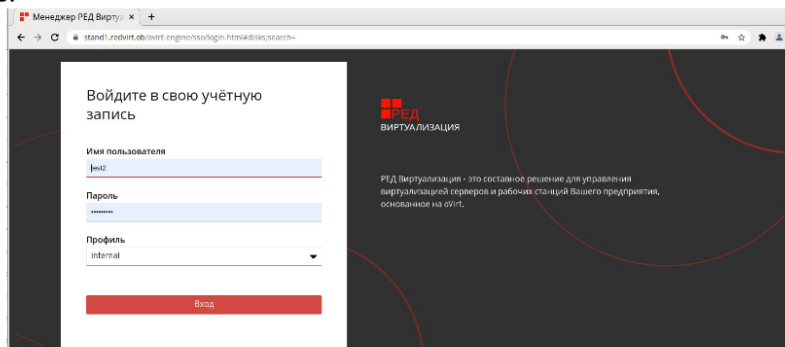 Менеджер РЕД Вирту
stand1.redvirt.ob/ovirt-engine/sso/login.html#disks;search=
Войдите в свою учётную
запись
Имя пользователя
test2
Пароль
Профиль
internal
Вход
РЕД
ВИРТУАЛИЗАЦИЯ
РЕД Виртуализация - это составное решение для управления
виртуализацией серверов и рабочих станций Вашего предприятия,
основанное на oVirt.